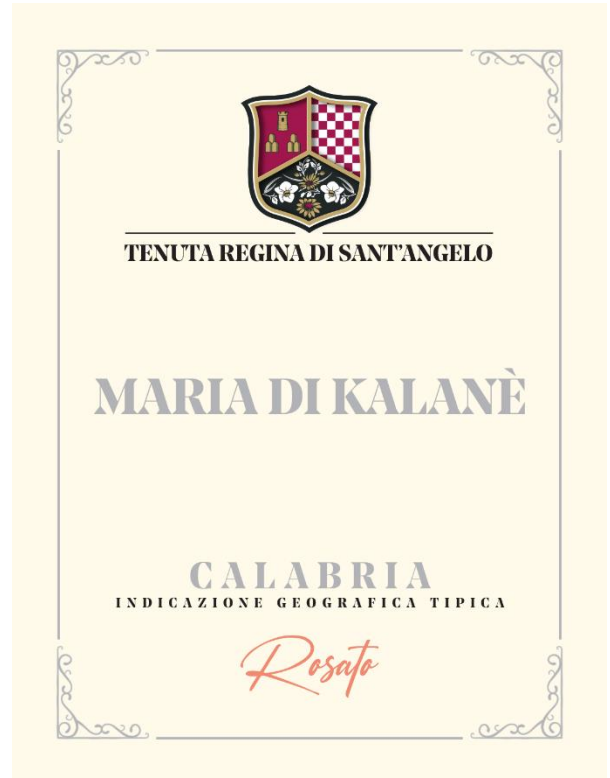 TENUTA REGINA DI SANT'ANGELO
MARIA DI KALANÈ
CALABRIA
INDICAZIONE GEOGRAFICA TIPICA
Rosato